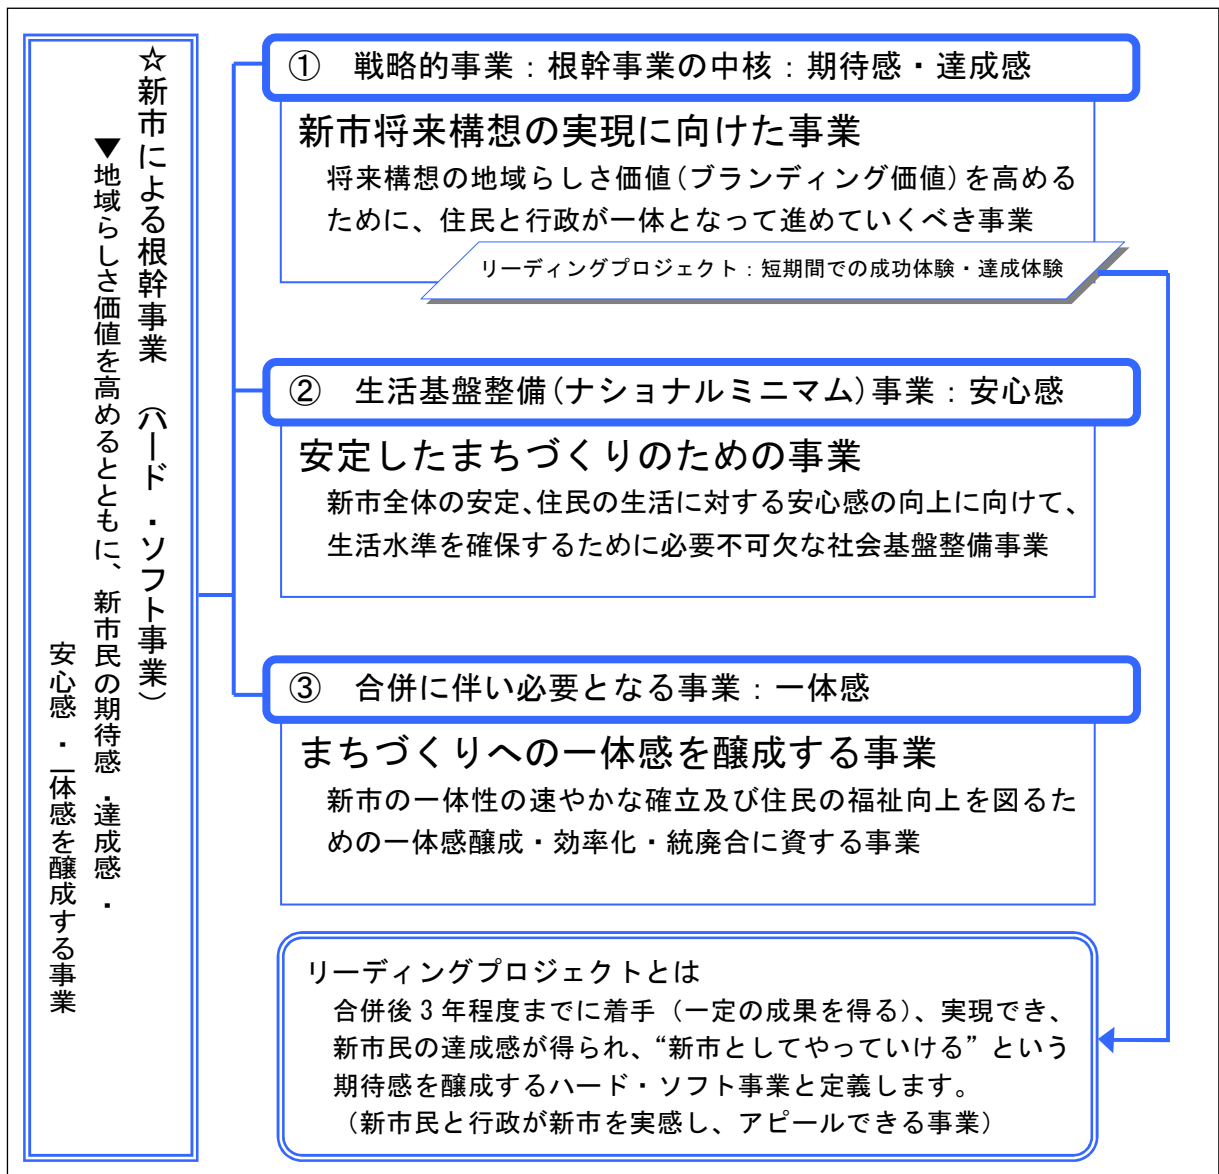 ☆新市による根幹事業　(ハード・ソフト事業)
▼地域らしさ価値を高めるとともに、新市民の期待感・達成感・
安心感・一体感を醸成する事業
①　戦略的事業：根幹事業の中核：期待感・達成感
新市将来構想の実現に向けた事業
将来構想の地域らしさ価値(ブランディング価値)を高める
ために、住民と行政が一体となって進めていくべき事業
リーディングプロジェクト：短期間での成功体験・達成体験
②　生活基盤整備(ナショナルミニマム)事業：安心感
安定したまちづくりのための事業
新市全体の安定、住民の生活に対する安心感の向上に向けて、
生活水準を確保するために必要不可欠な社会基盤整備事業
③　合併に伴い必要となる事業：一体感
まちづくりへの一体感を醸成する事業
新市の一体性の速やかな確立及び住民の福祉向上を図るた
めの一体感醸成・効率化・統廃合に資する事業
リーディングプロジェクトとは
合併後3年程度までに着手（一定の成果を得る）、実現でき、
新市民の達成感が得られ、“新市としてやっていける”という
期待感を醸成するハード・ソフト事業と定義します。
（新市民と行政が新市を実感し、アピールできる事業）